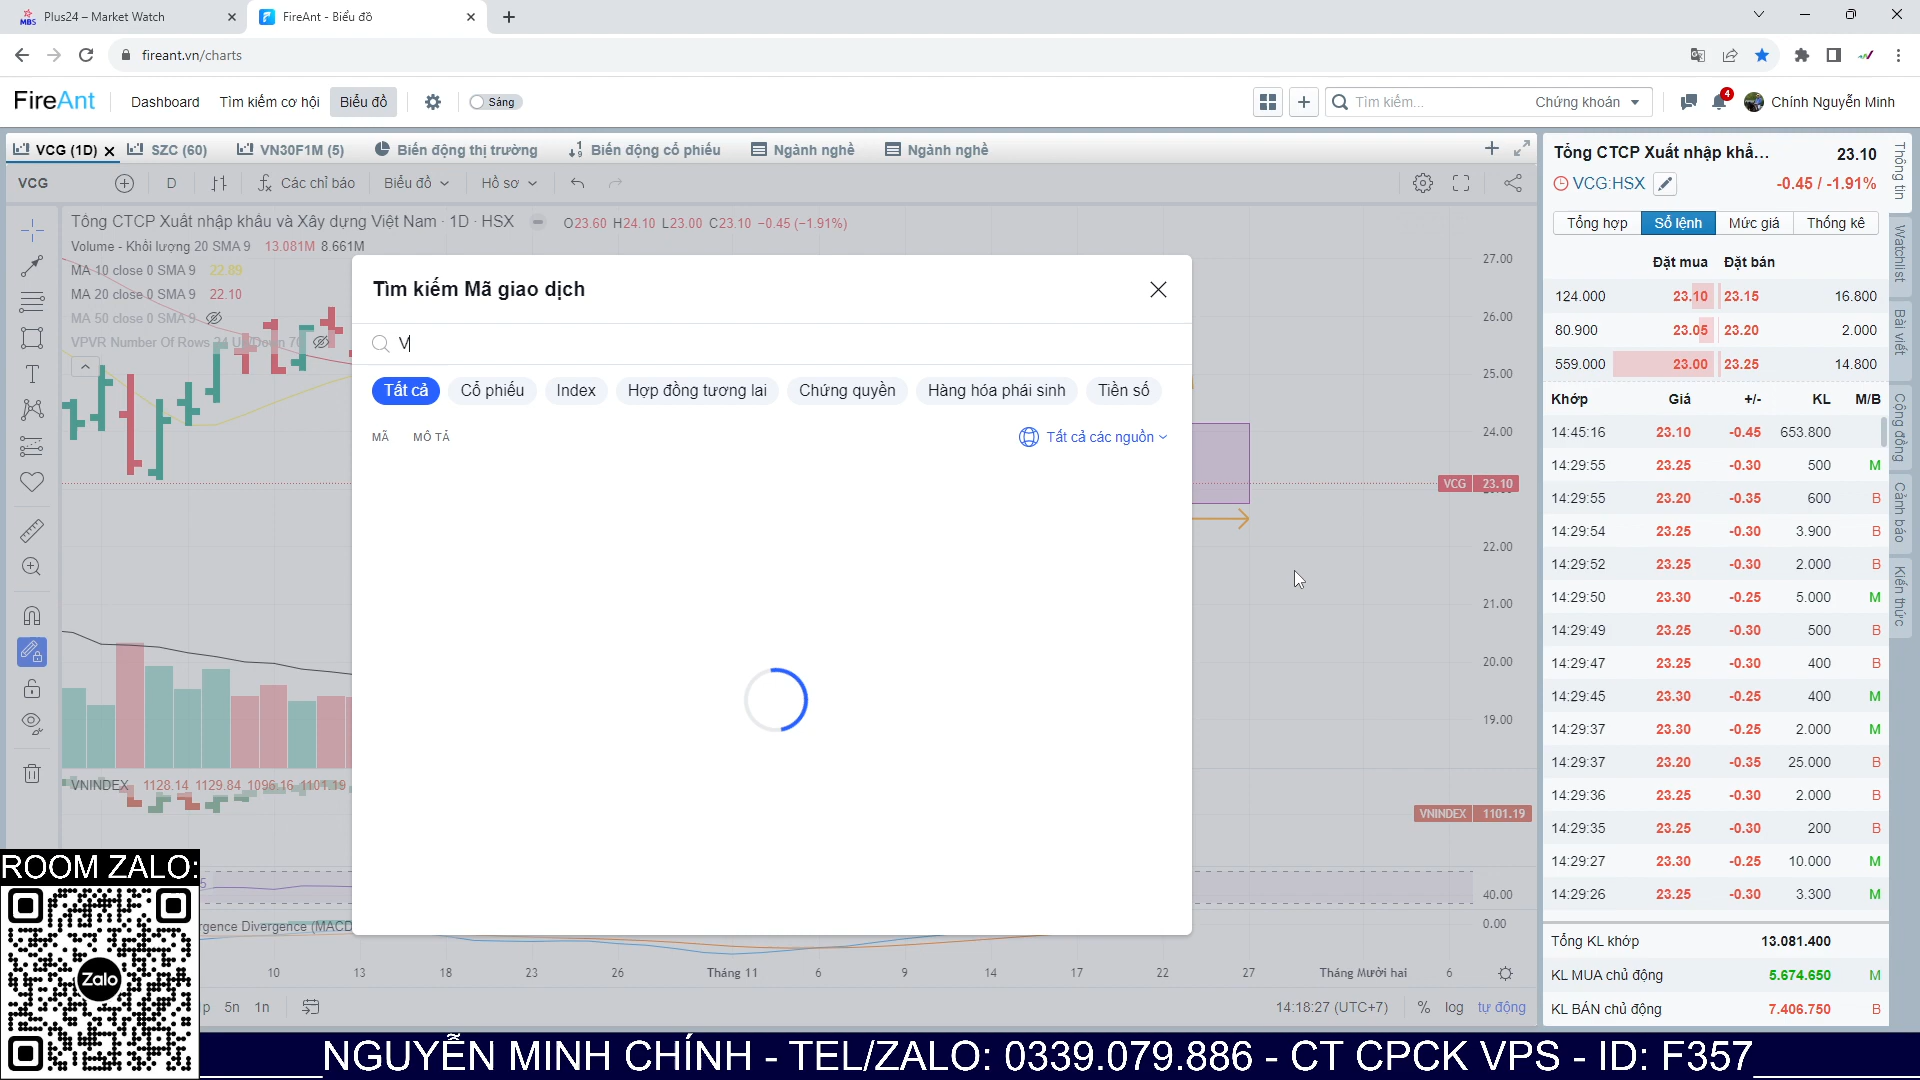 Plus24 – Market Watch
FireAnt - Biểu đồ
fireant.vn/charts
FireAnt
Dashboard
Tìm kiếm cơ hội
Biểu đồ
Sáng
Tìm kiếm...
Chứng khoán
4
Chính Nguyễn Minh
VCG (1D)
SZC (60)
VN30F1M (5)
Biến động thị trường
Biến động cổ phiếu
Ngành nghề
Ngành nghề
VCG
D
Các chỉ báo
Biểu đồ
Hồ sơ
Tổng CTCP Xuất nhập khẩu và Xây dựng Việt Nam · 1D · HSX
O23.60 H24.10 L23.00 C23.10 −0.45 (−1.91%)
Volume - Khối lượng 20 SMA 9 13.081M 8.661M
MA 10 close 0 SMA 9 22.89
MA 20 close 0 SMA 9 22.10
MA 50 close 0 SMA 9
VPVR Number Of Rows 24 Up/Down 70
Tìm kiếm Mã giao dịch
V
Tất cả
Cổ phiếu
Index
Hợp đồng tương lai
Chứng quyền
Hàng hóa phái sinh
Tiền số
MÃ
MÔ TẢ
Tất cả các nguồn
27.00
26.00
25.00
24.00
VCG 23.10
22.00
21.00
20.00
19.00
VNINDEX 1128.14 1129.84 1096.16 1101.19
VNINDEX 1101.19
40.00
0.00
rgence Divergence (MACD
10
13
18
23
26
Tháng 11
6
9
14
17
22
27
Tháng Mười hai
6
5n
1n
14:18:27 (UTC+7)
%
log
tự động
Tổng CTCP Xuất nhập khẩ...
23.10
VCG:HSX
-0.45 / -1.91%
Tổng hợp
Sổ lệnh
Mức giá
Thống kê
Đặt mua Đặt bán
124.000 23.10 23.15 16.800
80.900 23.05 23.20 2.000
559.000 23.00 23.25 14.800
Khớp Giá +/- KL M/B
14:45:16 23.10 -0.45 653.800
14:29:55 23.25 -0.30 500 M
14:29:55 23.20 -0.35 600 B
14:29:54 23.25 -0.30 3.900 B
14:29:52 23.25 -0.30 2.000 B
14:29:50 23.30 -0.25 5.000 M
14:29:49 23.25 -0.30 500 B
14:29:47 23.25 -0.30 400 B
14:29:45 23.30 -0.25 400 M
14:29:37 23.30 -0.25 2.000 M
14:29:37 23.20 -0.35 25.000 B
14:29:36 23.25 -0.30 2.000 B
14:29:35 23.25 -0.30 200 B
14:29:27 23.30 -0.25 10.000 M
14:29:26 23.25 -0.30 3.300 M
Tổng KL khớp 13.081.400
KL MUA chủ động 5.674.650 M
KL BÁN chủ động 7.406.750 B
Thông tin
Watchlist
Bài viết
Cộng đồng
Cảnh báo
Kiến thức
ROOM ZALO:
Zalo
NGUYỄN MINH CHÍNH - TEL/ZALO: 0339.079.886 - CT CPCK VPS - ID: F357